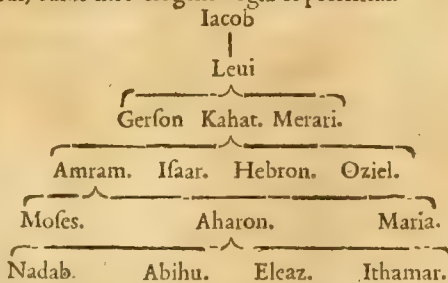 Iacob
Leui
Gerſon Kahat. Merari.
Amram. Iſaar. Hebron. Oziel.
Moſes. Aharon. Maria.
Nadab. Abihu. Eleaz. Ithamar.